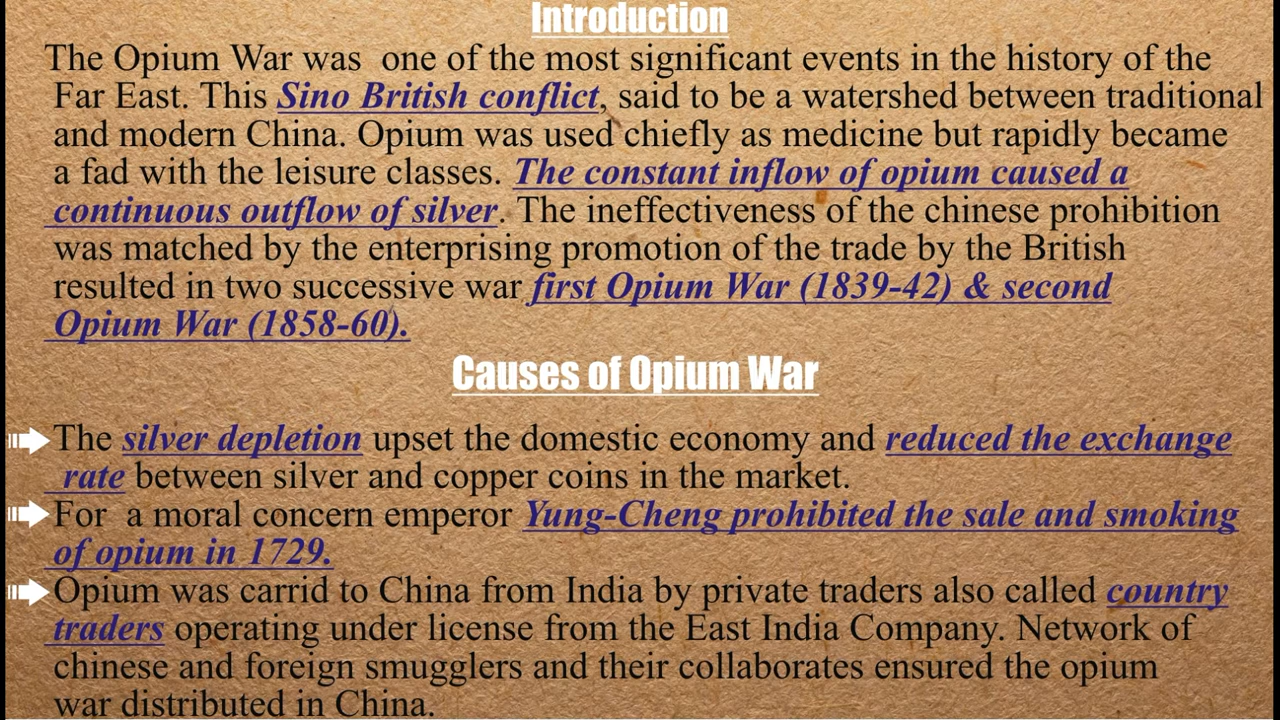 Introduction
The Opium War was one of the most significant events in the history of the
Far East. This Sino British conflict, said to be a watershed between traditional
and modern China. Opium was used chiefly as medicine but rapidly became
a fad with the leisure classes. The constant inflow of opium caused a
continuous outflow of silver. The ineffectiveness of the chinese prohibition
was matched by the enterprising promotion of the trade by the British
resulted in two successive war first Opium War (1839-42) & second
Opium War (1858-60).
Causes of Opium War
The silver depletion upset the domestic economy and reduced the exchange
rate between silver and copper coins in the market.
For a moral concern emperor Yung-Cheng prohibited the sale and smoking
of opium in 1729.
Opium was carrid to China from India by private traders also called country
traders operating under license from the East India Company. Network of
chinese and foreign smugglers and their collaborates ensured the opium
war distributed in China.